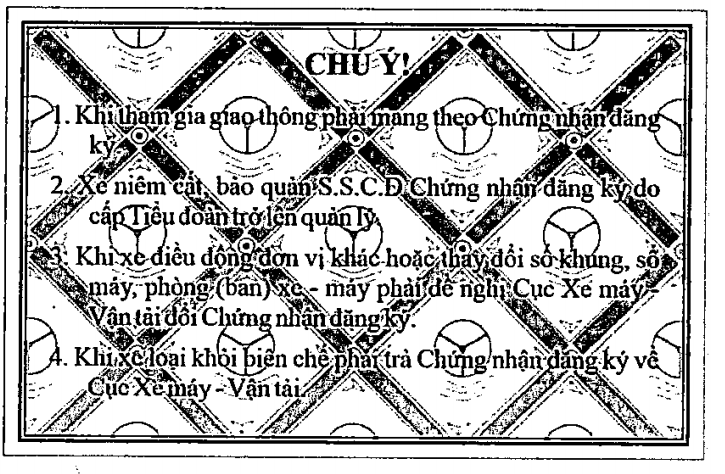 CHÚ Ý!
1. Khi tham gia giao thông phải mang theo Chứng nhận đăng
ký.
2. Xe niêm cất, bảo quản S.S.C.Đ Chứng nhận đăng ký do
cấp Tiểu đoàn trở lên quản lý.
3. Khi xe điều động đơn vị khác hoặc thay đổi số khung, số
máy, phòng (ban) xe - máy phải đề nghị Cục Xe máy -
Vận tải đổi Chứng nhận đăng ký.
4. Khi xe loại khỏi biên chế phải trả Chứng nhận đăng ký về
Cục Xe máy - Vận tải.